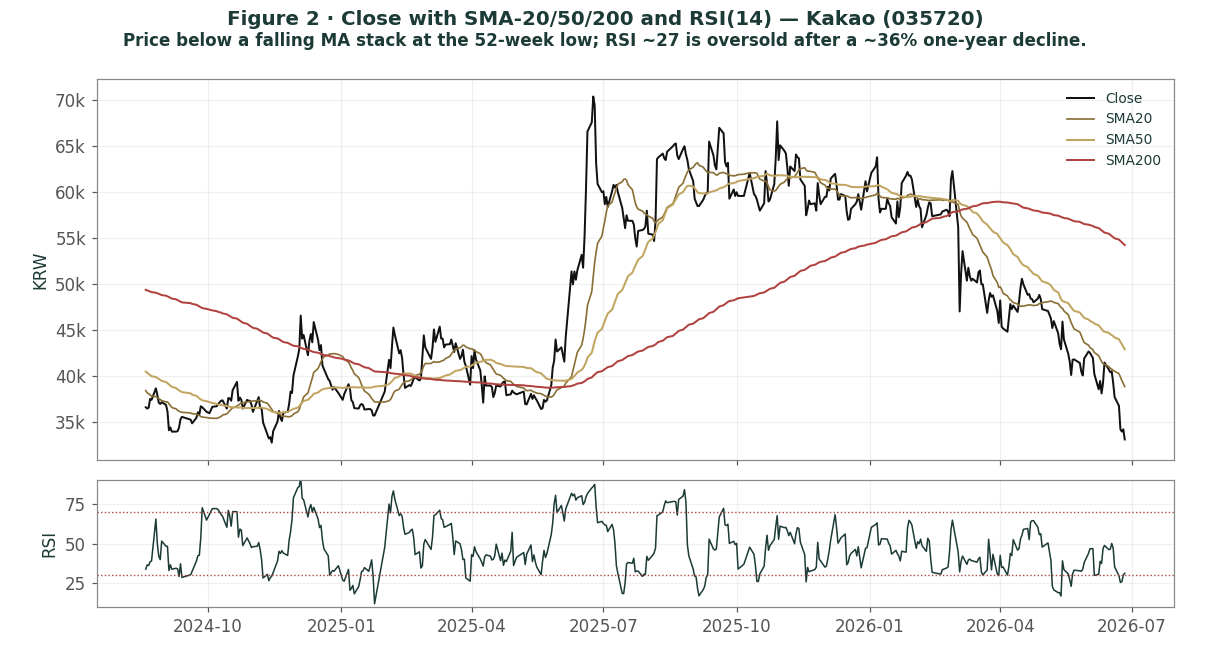 Figure 2 · Close with SMA-20/50/200 and RSI(14) — Kakao (035720)
Price below a falling MA stack at the 52-week low; RSI ~27 is oversold after a ~36% one-year decline.
KRW
70k
65k
60k
55k
50k
45k
40k
35k
Close
SMA20
SMA50
SMA200
RSI
75
50
25
2024-10
2025-01
2025-04
2025-07
2025-10
2026-01
2026-04
2026-07